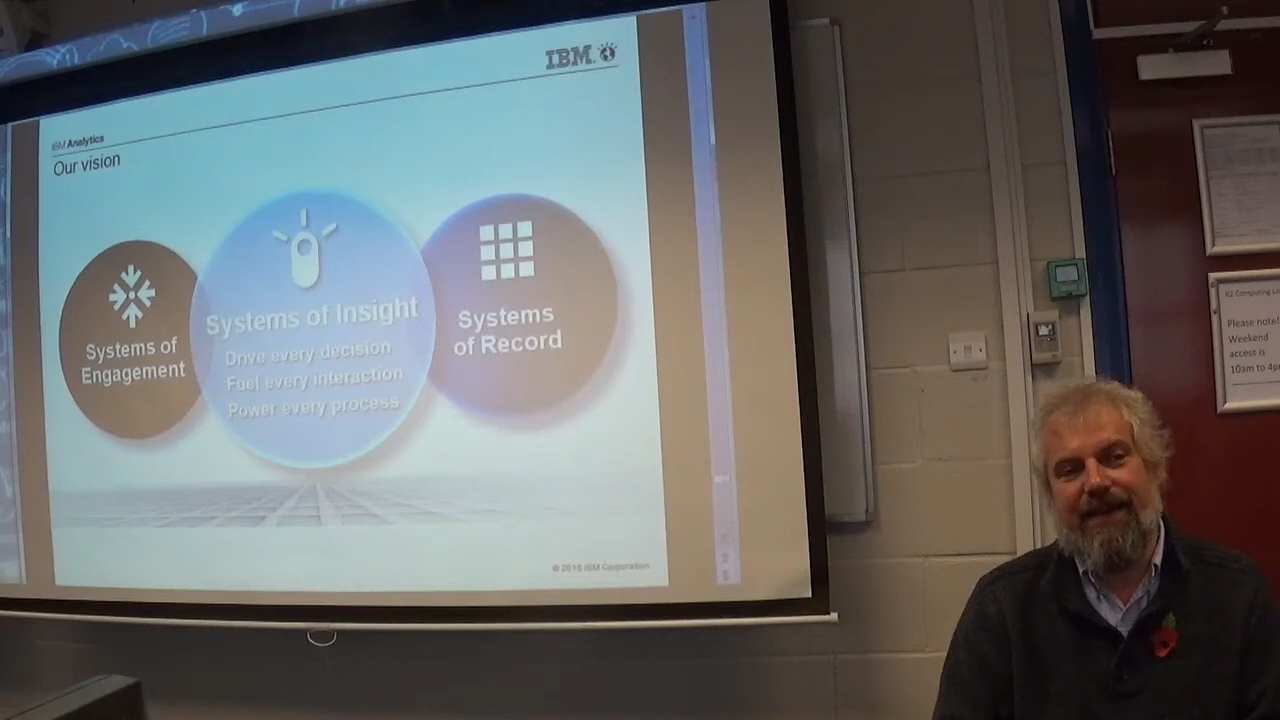 IBM
IBM Analytics
Our vision
Systems of
Engagement
Systems of Insight
Drive every decision
Fuel every interaction
Power every process
Systems
of Record
© 2015 IBM Corporation
Please note!
Weekend
access is
10am to 4p